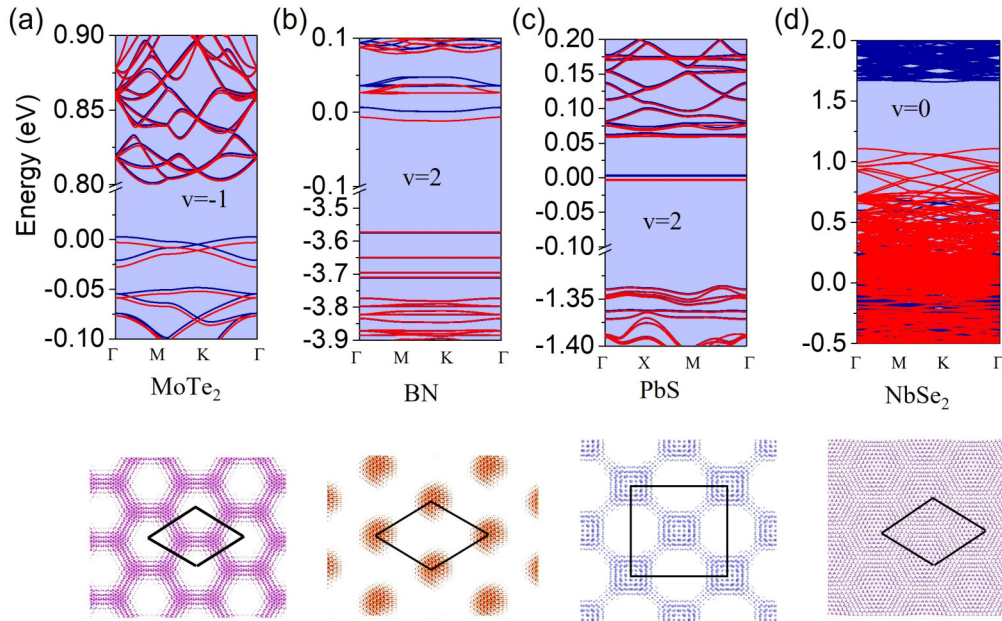 (a)
(b)
(c)
(d)
Energy (eV)
0.90
0.85
0.80
0.00
-0.05
-0.10
v=-1
Γ M K Γ
MoTe₂
0.1
0.0
-0.1
-3.5
-3.6
-3.7
-3.8
-3.9
v=2
Γ M K Γ
BN
0.20
0.15
0.10
0.05
0.00
-0.05
-0.10
-1.35
-1.40
v=2
Γ X M Γ
PbS
2.0
1.5
1.0
0.5
0.0
-0.5
v=0
Γ M K Γ
NbSe₂